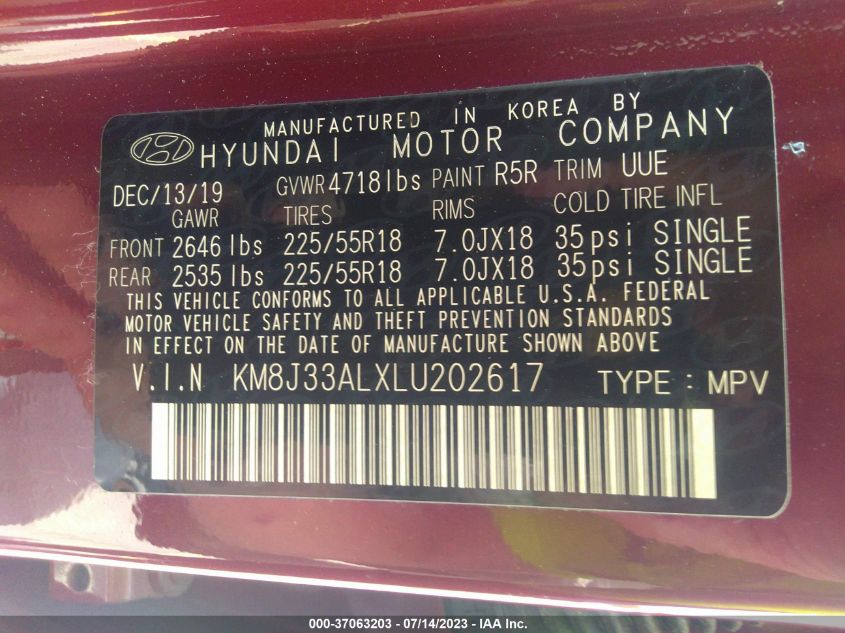 MANUFACTURED IN KOREA BY
HYUNDAI MOTOR COMPANY
DEC/13/19 GVWR 4718 lbs PAINT R5R TRIM UUE
GAWR TIRES RIMS COLD TIRE INFL
FRONT 2646 lbs 225/55R18 7.0JX18 35psi SINGLE
REAR 2535 lbs 225/55R18 7.0JX18 35psi SINGLE
THIS VEHICLE CONFORMS TO ALL APPLICABLE U.S.A. FEDERAL
MOTOR VEHICLE SAFETY AND THEFT PREVENTION STANDARDS
IN EFFECT ON THE DATE OF MANUFACTURE SHOWN ABOVE
V.I.N KM8J33ALXLU202617 TYPE : MPV
000-37063203 - 07/14/2023 - IAA Inc.